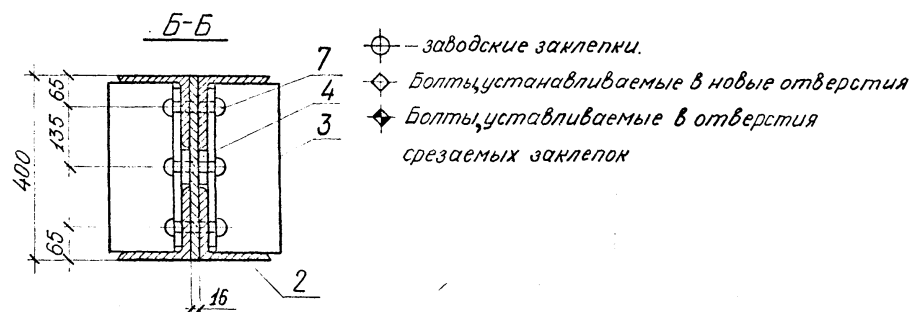 Б-Б
заводские заклепки.
Болты,устанавливаемые в новые отверстия
Болты,уставливаемые в отверстия
срезаемых заклепок
7
4
3
2
65
135
400
65
16